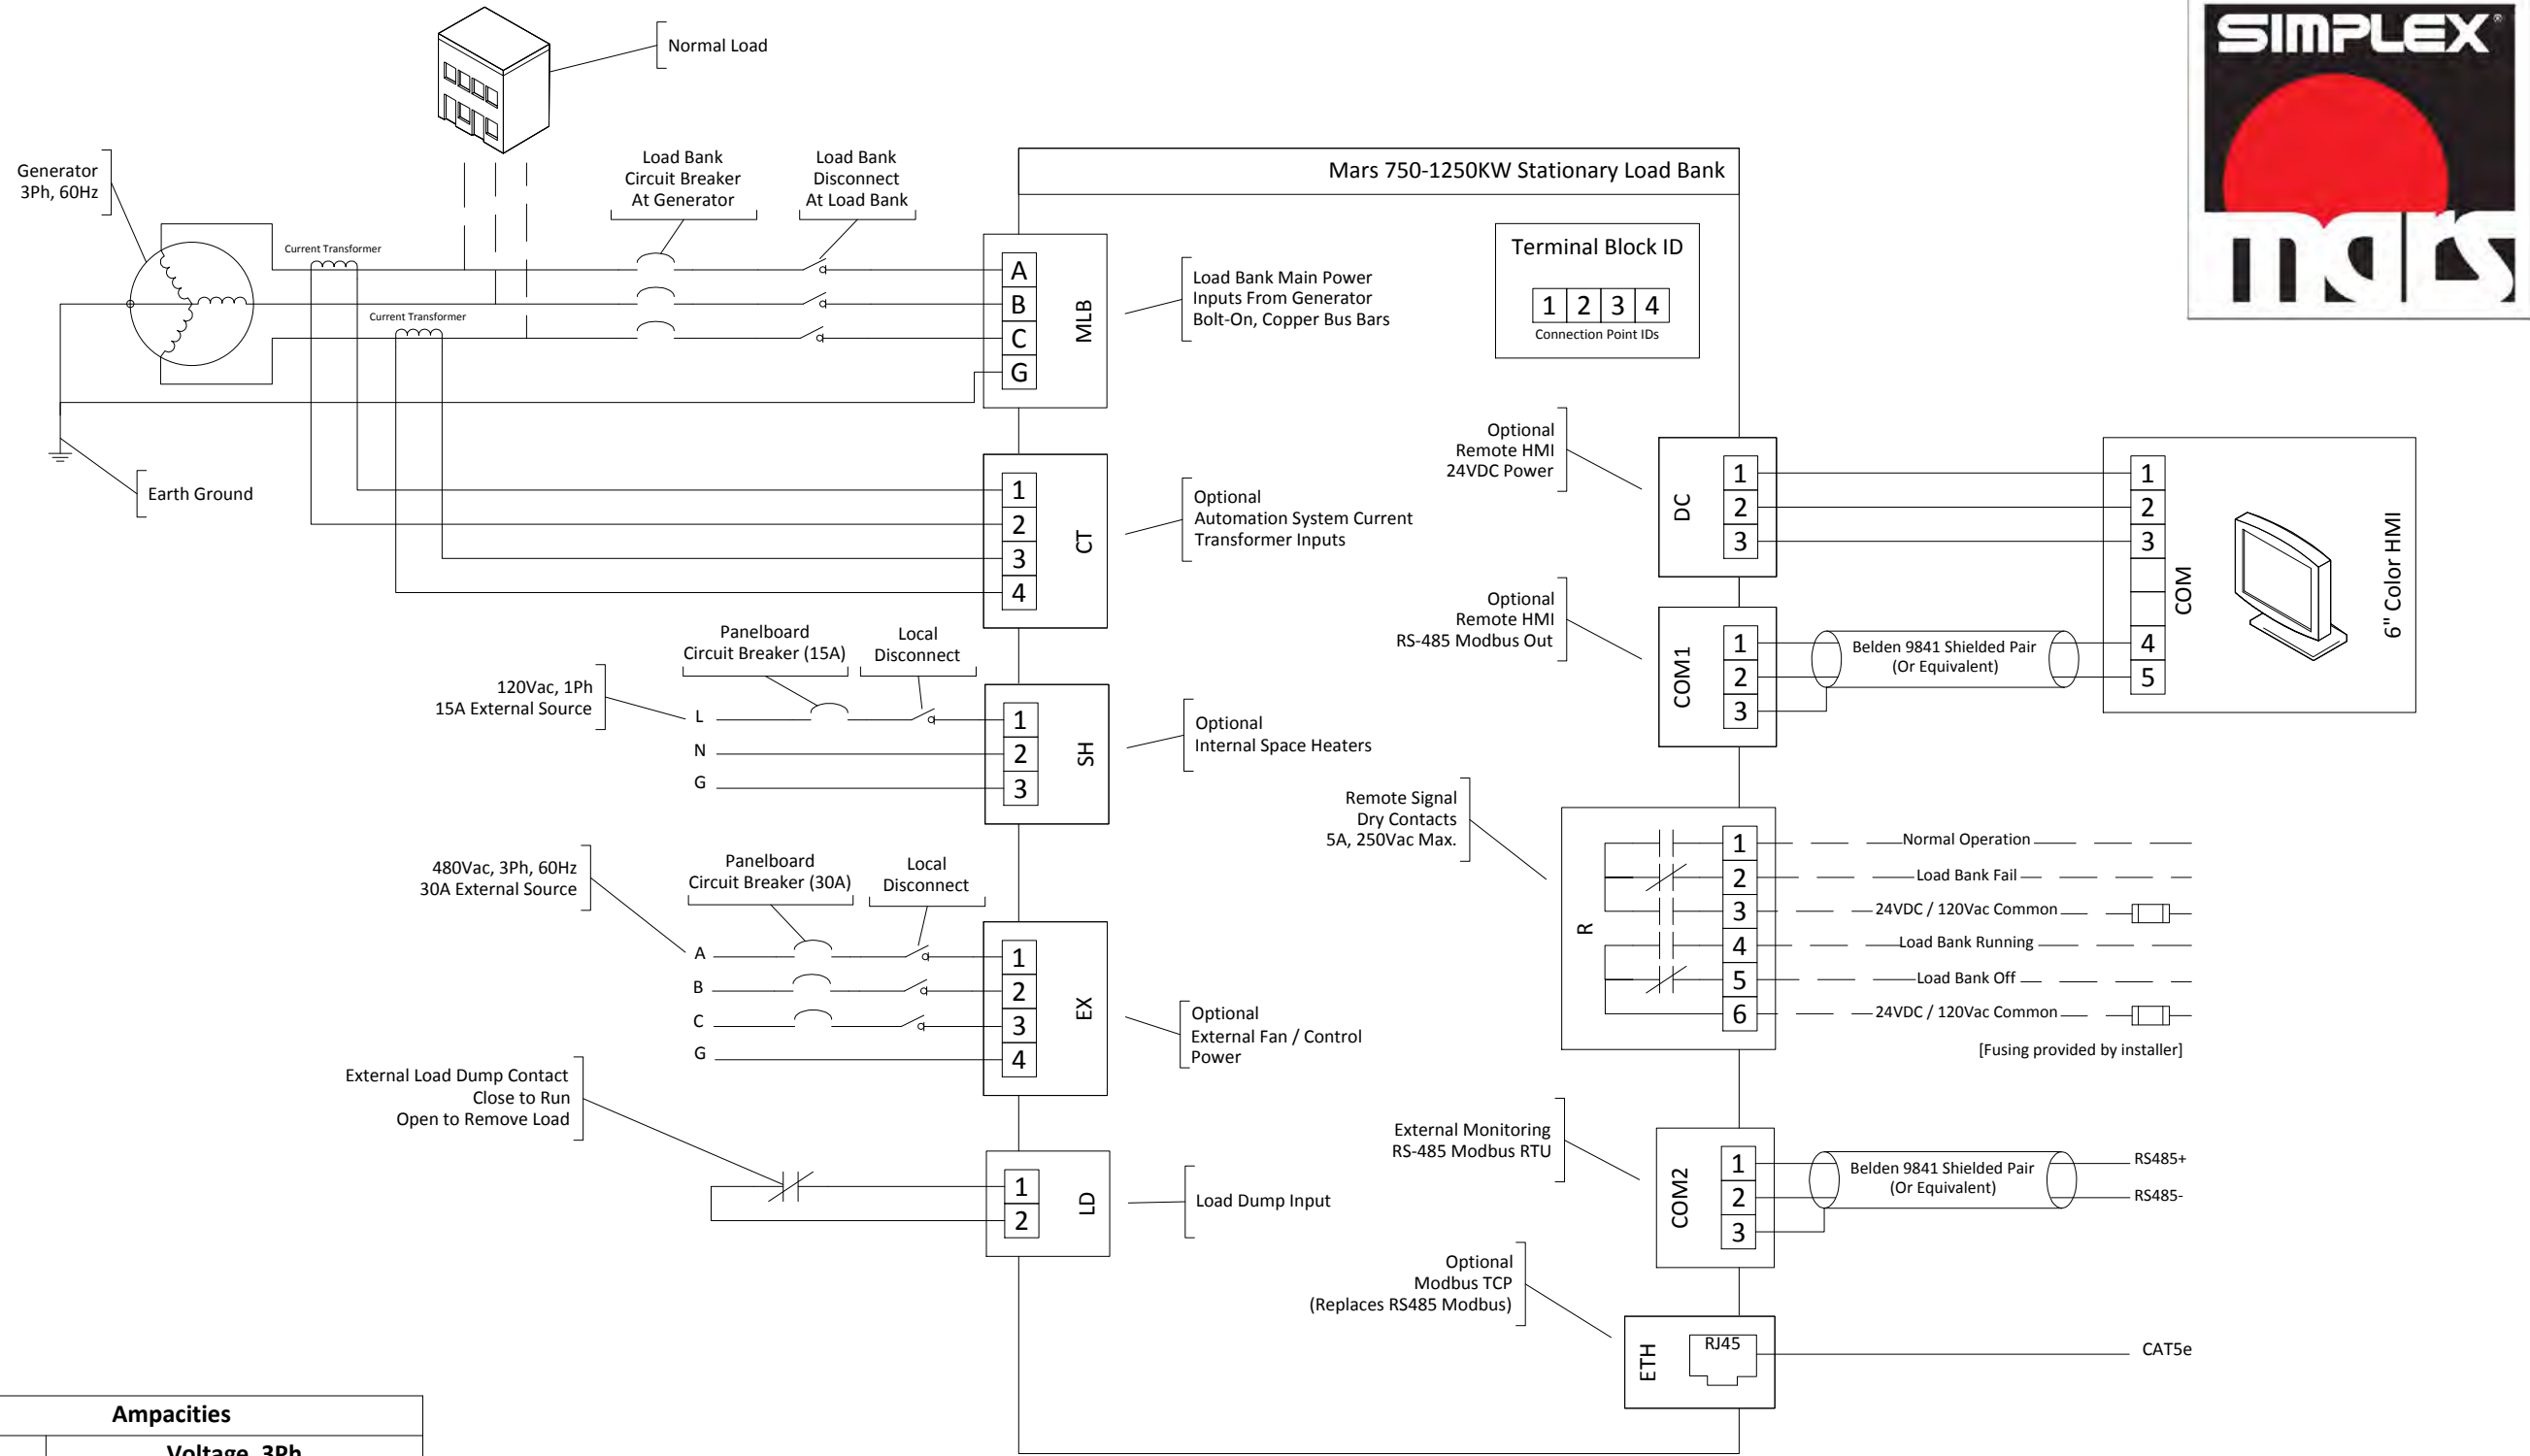 SIMPLEX®
mars
Normal Load
Generator
3Ph, 60Hz
Load Bank
Circuit Breaker
At Generator
Load Bank
Disconnect
At Load Bank
Current Transformer
Current Transformer
Earth Ground
Mars 750-1250KW Stationary Load Bank
Terminal Block ID
1 2 3 4
Connection Point IDs
A
B
C
G
MLB
Load Bank Main Power
Inputs From Generator
Bolt-On, Copper Bus Bars
1
2
3
4
CT
Optional
Automation System Current
Transformer Inputs
120Vac, 1Ph
15A External Source
Panelboard
Circuit Breaker (15A)
Local
Disconnect
L
N
G
1
2
3
SH
Optional
Internal Space Heaters
480Vac, 3Ph, 60Hz
30A External Source
Panelboard
Circuit Breaker (30A)
Local
Disconnect
A
B
C
G
1
2
3
4
EX
Optional
External Fan / Control
Power
External Load Dump Contact
Close to Run
Open to Remove Load
1
2
LD
Load Dump Input
Optional
Remote HMI
24VDC Power
DC
1
2
3
1
2
3
4
5
COM
6" Color HMI
Optional
Remote HMI
RS-485 Modbus Out
COM1
1
2
3
Belden 9841 Shielded Pair
(Or Equivalent)
Remote Signal
Dry Contacts
5A, 250Vac Max.
R
1
2
3
4
5
6
Normal Operation
Load Bank Fail
24VDC / 120Vac Common
Load Bank Running
Load Bank Off
24VDC / 120Vac Common
[Fusing provided by installer]
External Monitoring
RS-485 Modbus RTU
COM2
1
2
3
Belden 9841 Shielded Pair
(Or Equivalent)
RS485+
RS485-
Optional
Modbus TCP
(Replaces RS485 Modbus)
ETH
RJ45
CAT5e
Ampacities
Voltage, 3Ph